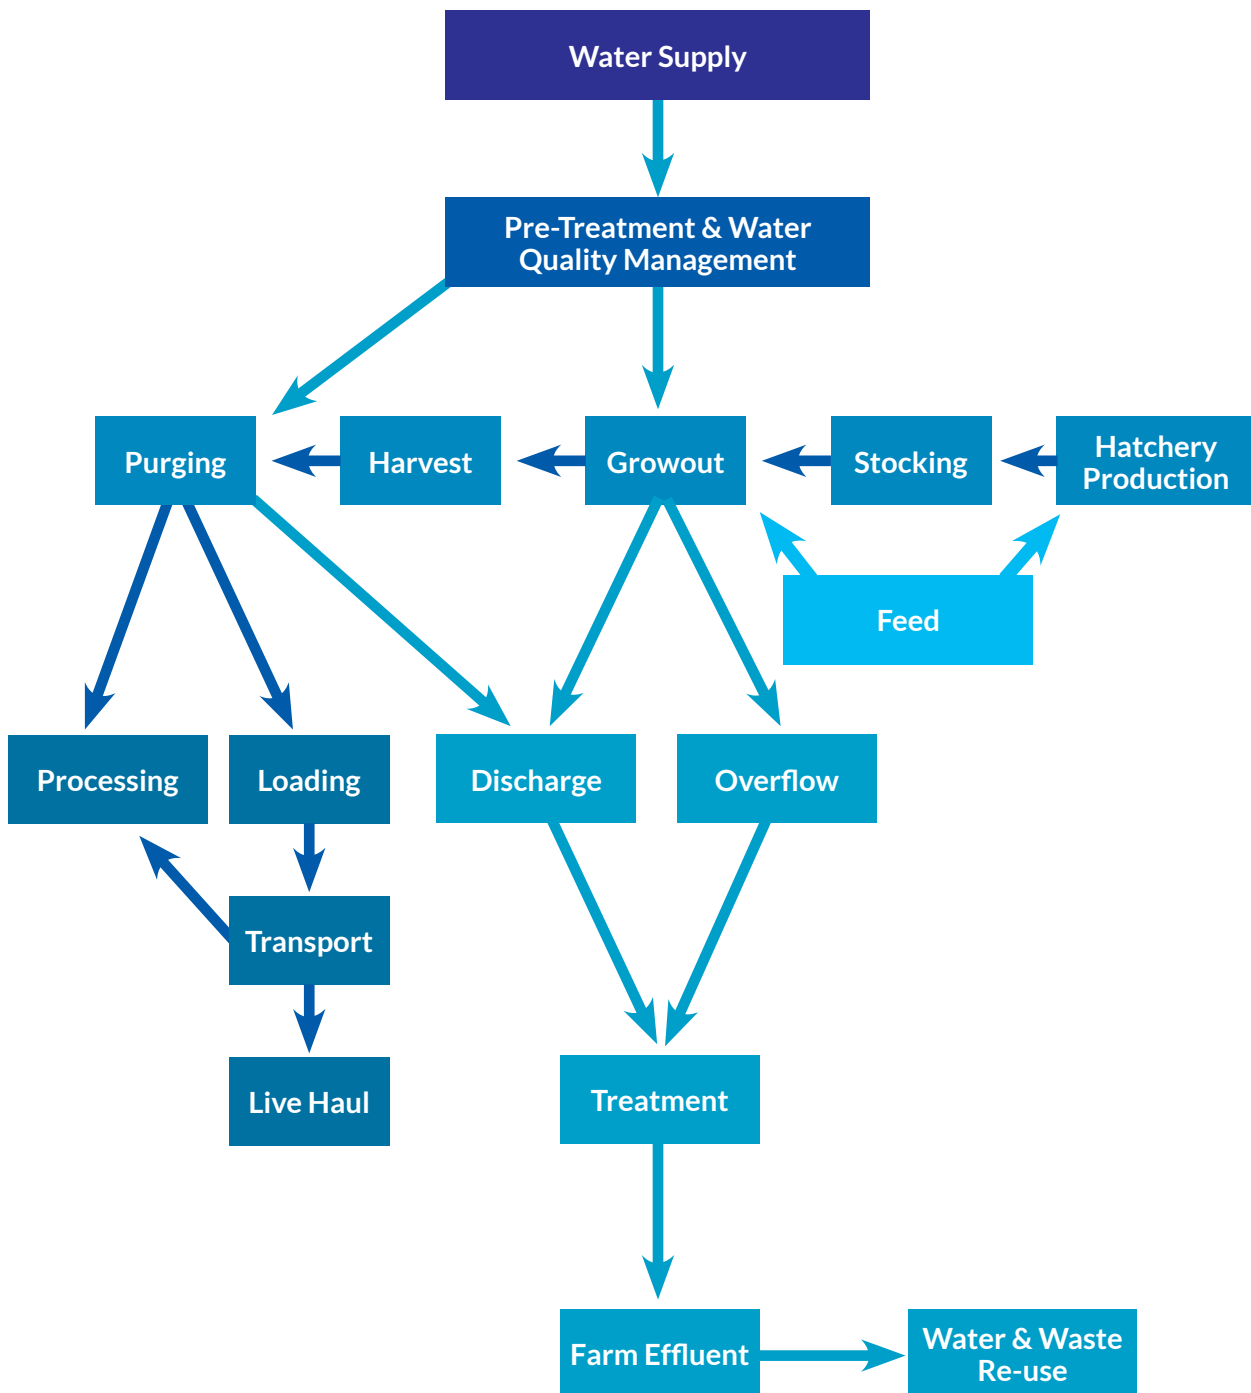 Water Supply
Pre-Treatment & Water
Quality Management
Purging
Harvest
Growout
Stocking
Hatchery
Production
Feed
Processing
Loading
Discharge
Overflow
Transport
Live Haul
Treatment
Farm Effluent
Water & Waste
Re-use